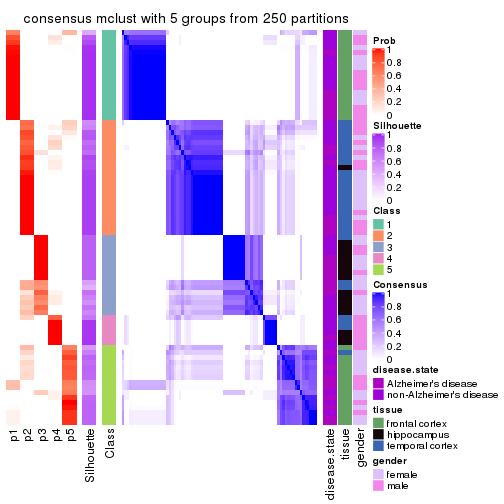 consensus mclust with 5 groups from 250 partitions
p1
p2
p3
p4
p5
Silhouette
Class
disease.state
tissue
gender
Prob
1
0.8
0.6
0.4
0.2
0
Silhouette
1
0.8
0.6
0.4
0.2
0
Class
1
2
3
4
5
Consensus
1
0.8
0.6
0.4
0.2
0
disease.state
Alzheimer's disease
non-Alzheimer's disease
tissue
frontal cortex
hippocampus
temporal cortex
gender
female
male